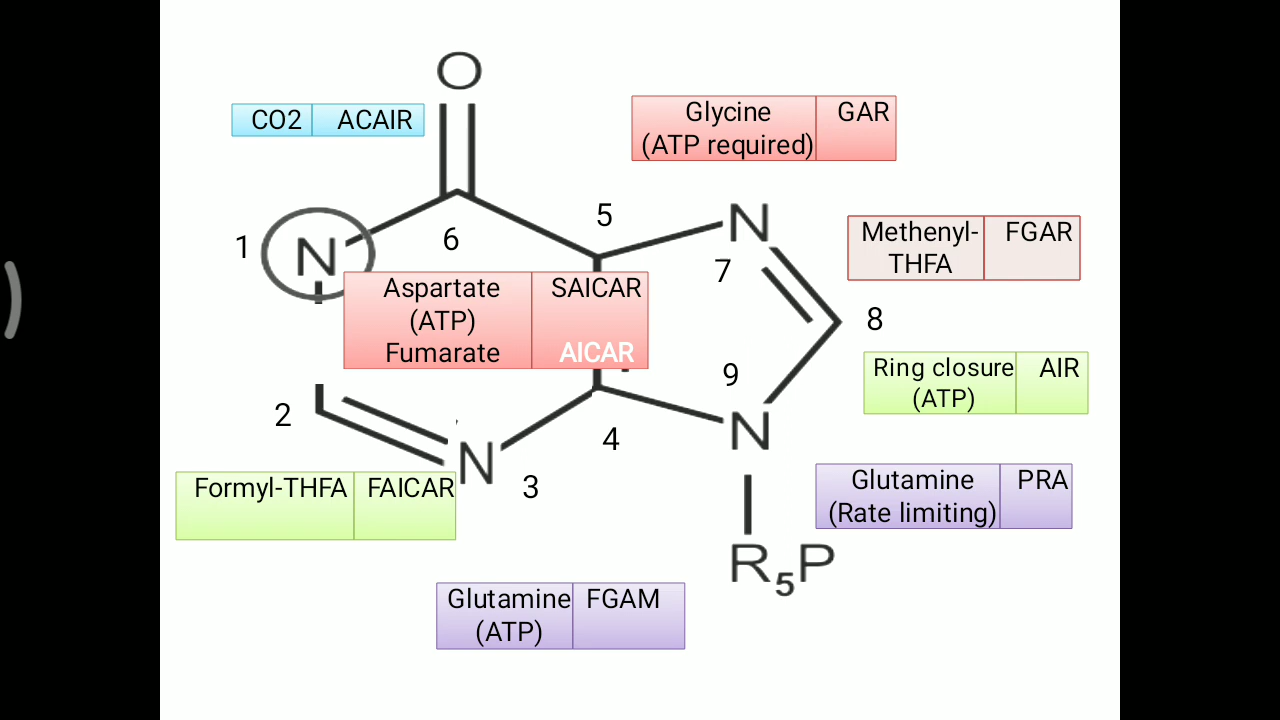 O
CO2 ACAIR
Glycine GAR
(ATP required)
5
N
1 N
6
7
Methenyl- FGAR
THFA
Aspartate SAICAR
(ATP)
Fumarate AICAR
8
9
Ring closure AIR
(ATP)
2
N
4
N
3
Formyl-THFA FAICAR
Glutamine PRA
(Rate limiting)
R5P
Glutamine FGAM
(ATP)